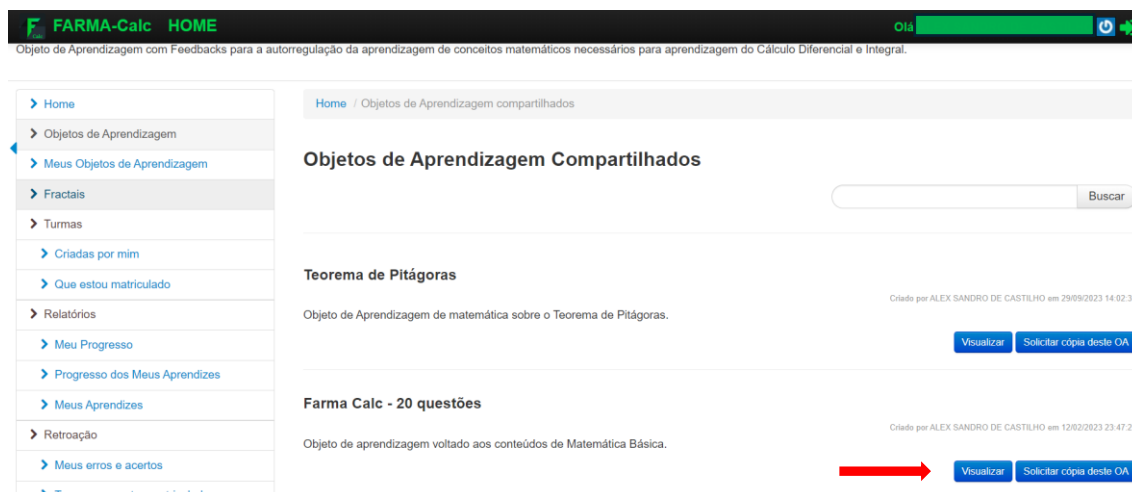 FARMA-Calc HOME
Olá
Objeto de Aprendizagem com Feedbacks para a autorregulação da aprendizagem de conceitos matemáticos necessários para aprendizagem do Cálculo Diferencial e Integral.
Home
Objetos de Aprendizagem
Meus Objetos de Aprendizagem
Fractais
Turmas
Criadas por mim
Que estou matriculado
Relatórios
Meu Progresso
Progresso dos Meus Aprendizes
Meus Aprendizes
Retroação
Meus erros e acertos
Home / Objetos de Aprendizagem compartilhados
Objetos de Aprendizagem Compartilhados
Buscar
Teorema de Pitágoras
Criado por ALEX SANDRO DE CASTILHO em 29/09/2023 14:02:3
Objeto de Aprendizagem de matemática sobre o Teorema de Pitágoras.
Visualizar Solicitar cópia deste OA
Farma Calc - 20 questões
Criado por ALEX SANDRO DE CASTILHO em 12/02/2023 23:47:2
Objeto de aprendizagem voltado aos conteúdos de Matemática Básica.
Visualizar Solicitar cópia deste OA